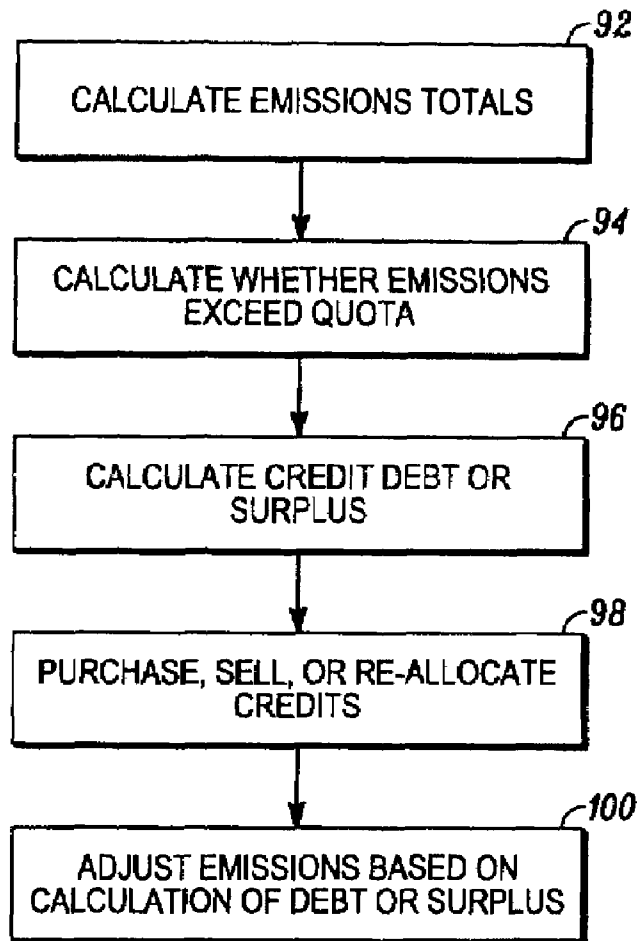 92
CALCULATE EMISSIONS TOTALS
94
CALCULATE WHETHER EMISSIONS
EXCEED QUOTA
96
CALCULATE CREDIT DEBT OR
SURPLUS
98
PURCHASE, SELL, OR RE-ALLOCATE
CREDITS
100
ADJUST EMISSIONS BASED ON
CALCULATION OF DEBT OR SURPLUS